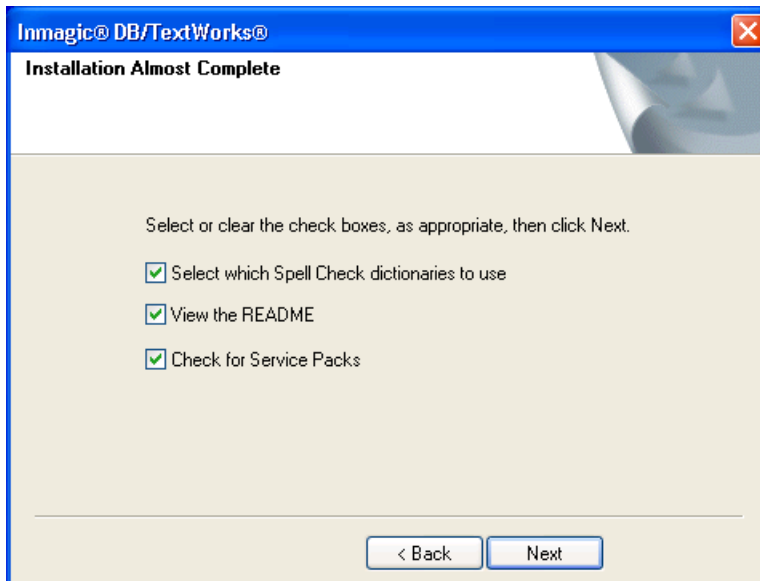 Inmagic® DB/TextWorks®
Installation Almost Complete
Select or clear the check boxes, as appropriate, then click Next.
Select which Spell Check dictionaries to use
View the README
Check for Service Packs
< Back Next